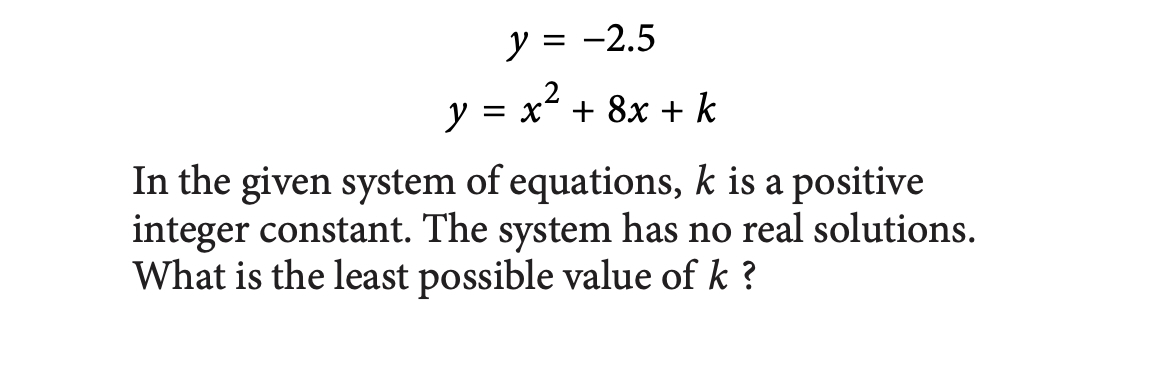 y = −2.5
y = x² + 8x + k
In the given system of equations, k is a positive
integer constant. The system has no real solutions.
What is the least possible value of k ?